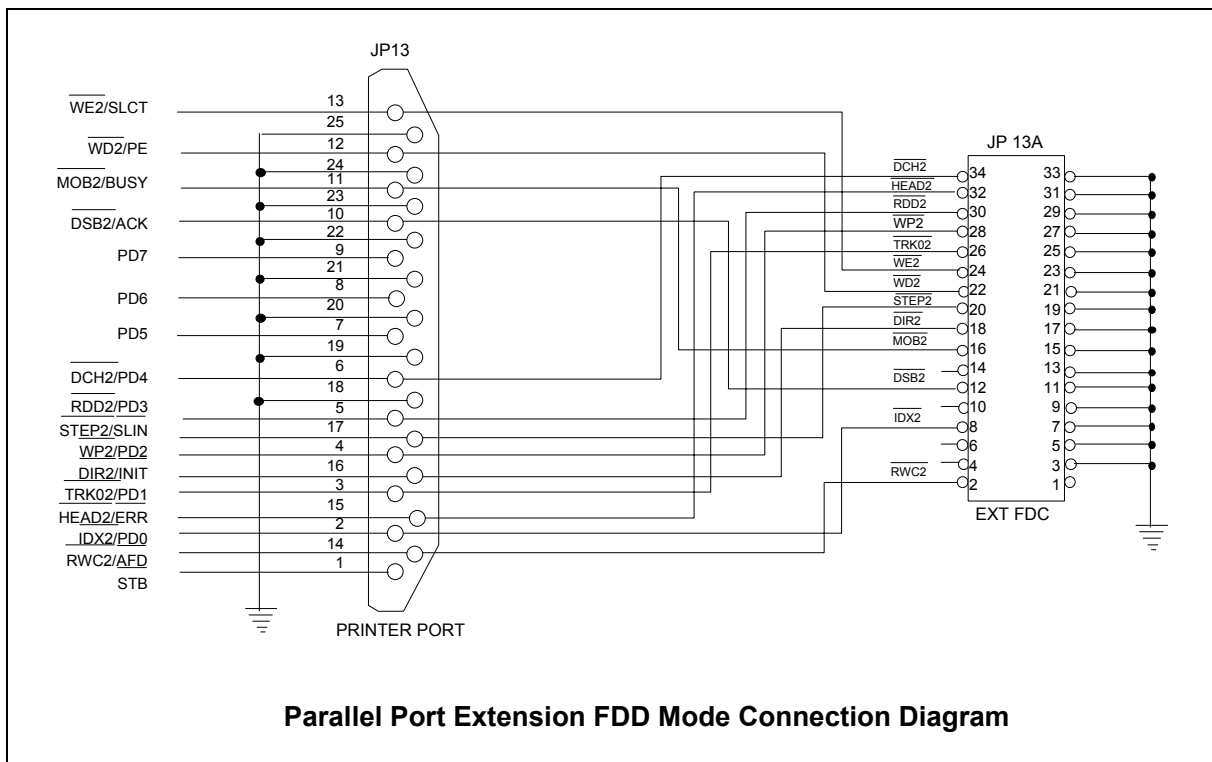 JP13
WE2/SLCT
13
25
WD2/PE
12
24
MOB2/BUSY
11
23
DSB2/ACK
10
22
PD7
9
21
PD6
8
20
PD5
7
19
DCH2/PD4
6
18
RDD2/PD3
5
STEP2/SLIN
17
WP2/PD2
4
DIR2/INIT
16
TRK02/PD1
3
HEAD2/ERR
15
IDX2/PD0
2
RWC2/AFD
14
STB
1
PRINTER PORT
JP 13A
DCH2
34
33
HEAD2
32
31
RDD2
30
29
WP2
28
27
TRK02
26
25
WE2
24
23
WD2
22
21
STEP2
20
19
DIR2
18
17
MOB2
16
15
14
13
DSB2
12
11
10
9
IDX2
8
7
6
5
4
3
RWC2
2
1
EXT FDC
Parallel Port Extension FDD Mode Connection Diagram